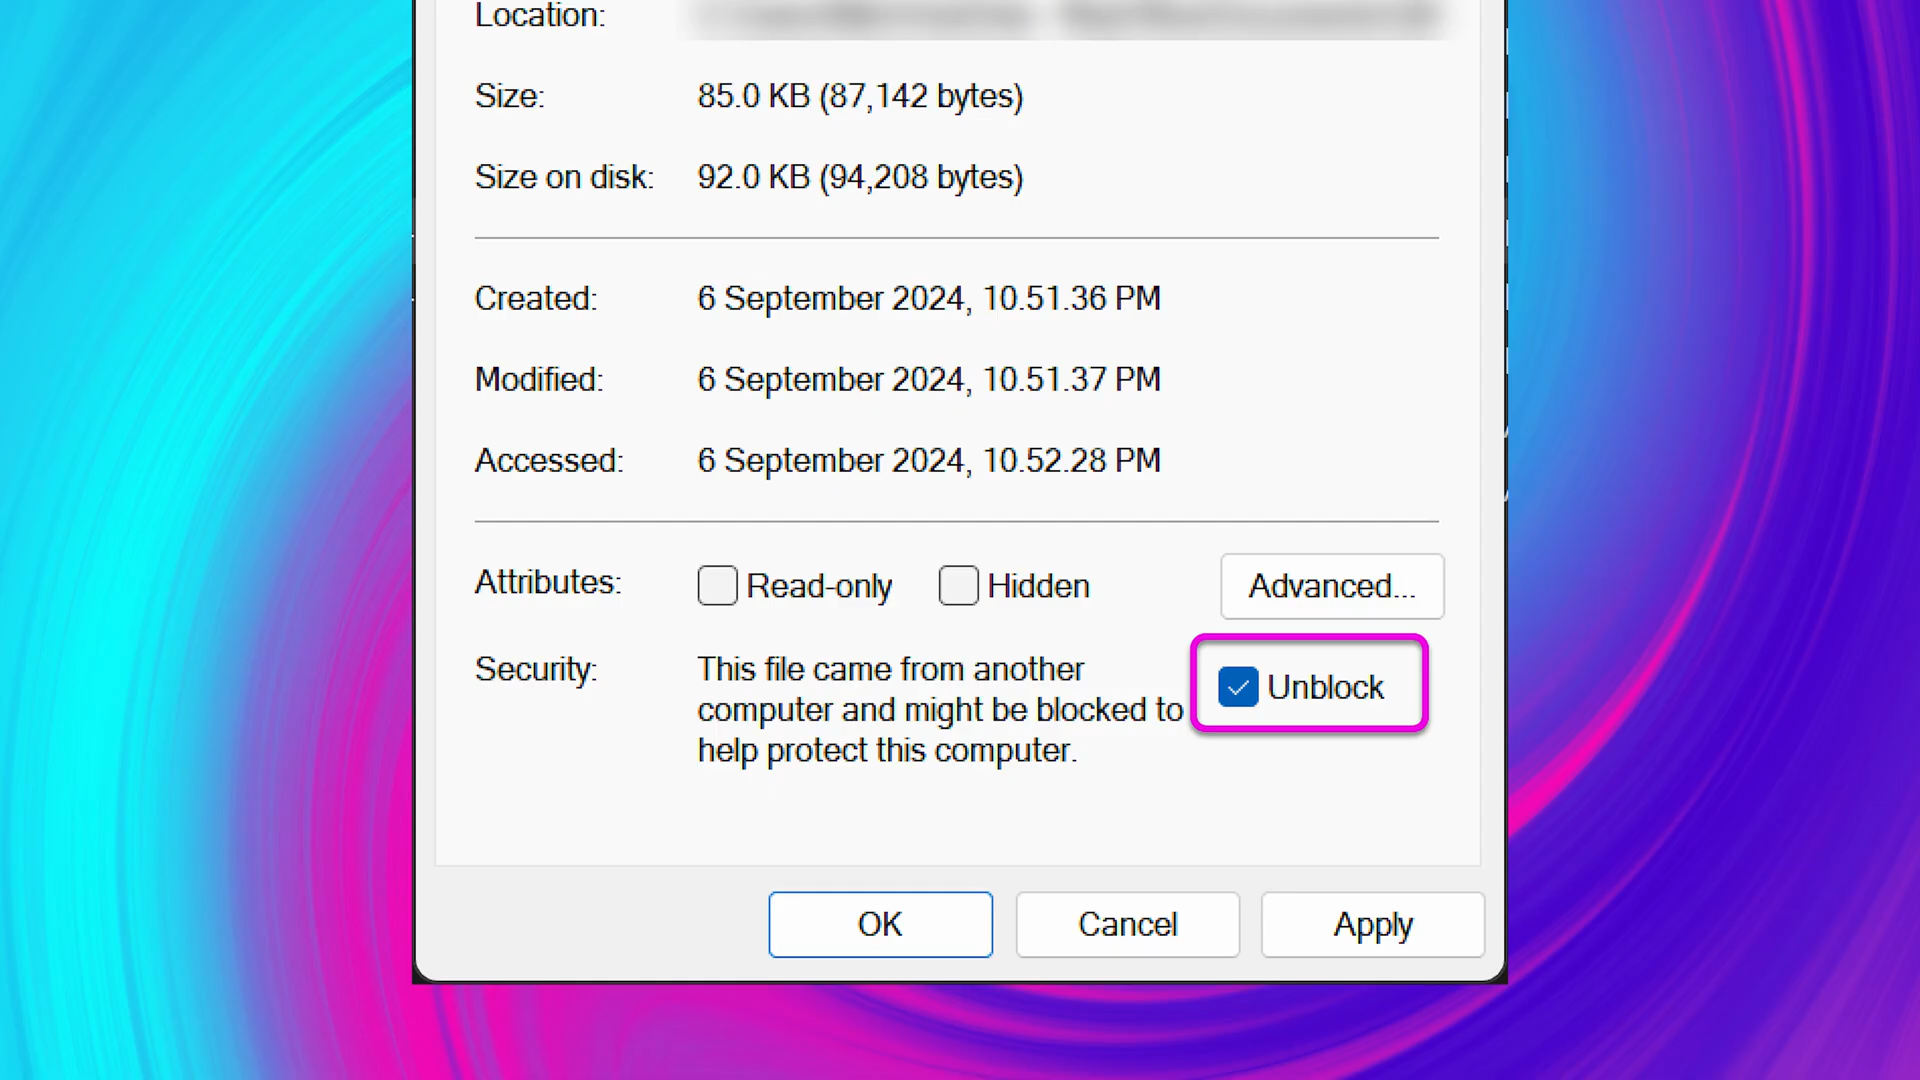 Location:
Size: 85.0 KB (87,142 bytes)
Size on disk: 92.0 KB (94,208 bytes)
Created: 6 September 2024, 10.51.36 PM
Modified: 6 September 2024, 10.51.37 PM
Accessed: 6 September 2024, 10.52.28 PM
Attributes: Read-only Hidden Advanced...
Security: This file came from another
computer and might be blocked to
help protect this computer.
Unblock
OK Cancel Apply